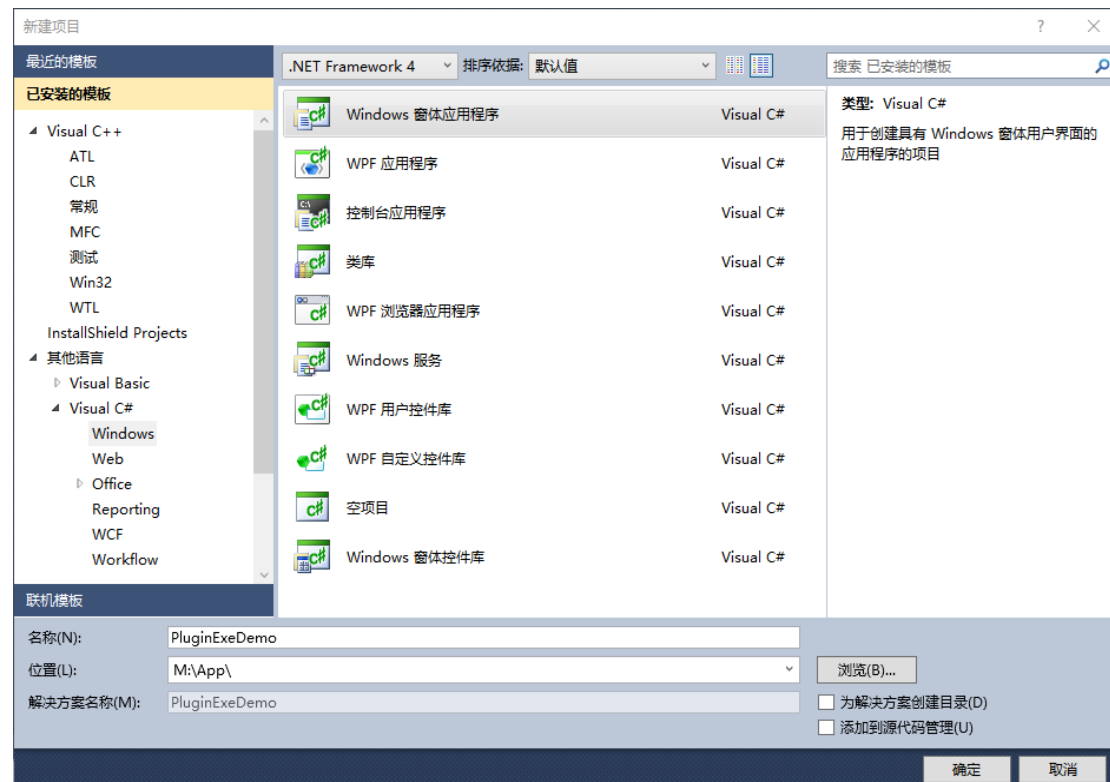 新建项目
?
最近的模板
已安装的模板
Visual C++
ATL
CLR
常规
MFC
测试
Win32
WTL
InstallShield Projects
其他语言
Visual Basic
Visual C#
Windows
Web
Office
Reporting
WCF
Workflow
联机模板
.NET Framework 4 排序依据: 默认值
Windows 窗体应用程序 Visual C#
WPF 应用程序 Visual C#
控制台应用程序 Visual C#
类库 Visual C#
WPF 浏览器应用程序 Visual C#
Windows 服务 Visual C#
WPF 用户控件库 Visual C#
WPF 自定义控件库 Visual C#
空项目 Visual C#
Windows 窗体控件库 Visual C#
搜索 已安装的模板
类型: Visual C#
用于创建具有 Windows 窗体用户界面的
应用程序的项目
名称(N): PluginExeDemo
位置(L): M:\App\ 浏览(B)...
解决方案名称(M): PluginExeDemo 为解决方案创建目录(D)
添加到源代码管理(U)
确定 取消